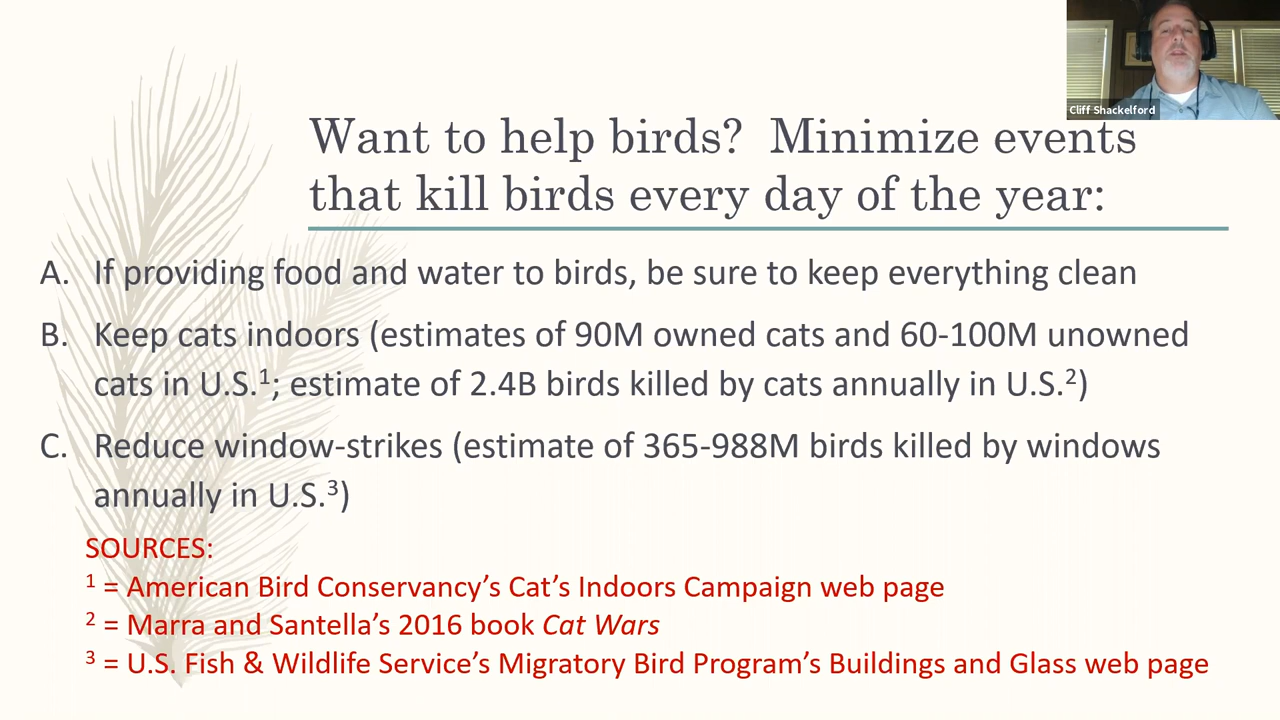 Cliff Shackelford
Want to help birds?  Minimize events
that kill birds every day of the year:
A. If providing food and water to birds, be sure to keep everything clean
B. Keep cats indoors (estimates of 90M owned cats and 60-100M unowned
cats in U.S.¹; estimate of 2.4B birds killed by cats annually in U.S.²)
C. Reduce window-strikes (estimate of 365-988M birds killed by windows
annually in U.S.³)
SOURCES:
¹ = American Bird Conservancy’s Cat’s Indoors Campaign web page
² = Marra and Santella’s 2016 book Cat Wars
³ = U.S. Fish & Wildlife Service’s Migratory Bird Program’s Buildings and Glass web page